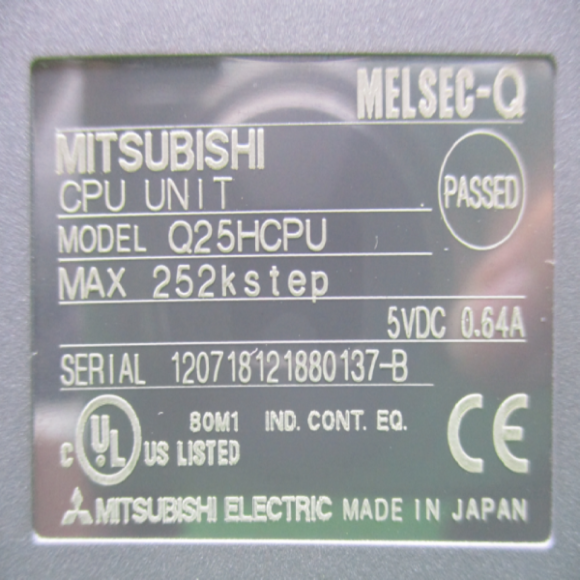 MELSEC-Q
MITSUBISHI
CPU UNIT
PASSED
MODEL Q25HCPU
MAX 252kstep
5VDC 0.64A
SERIAL 120718121880137-B
80M1 IND. CONT. EQ.
C UL US LISTED
CE
MITSUBISHI ELECTRIC MADE IN JAPAN